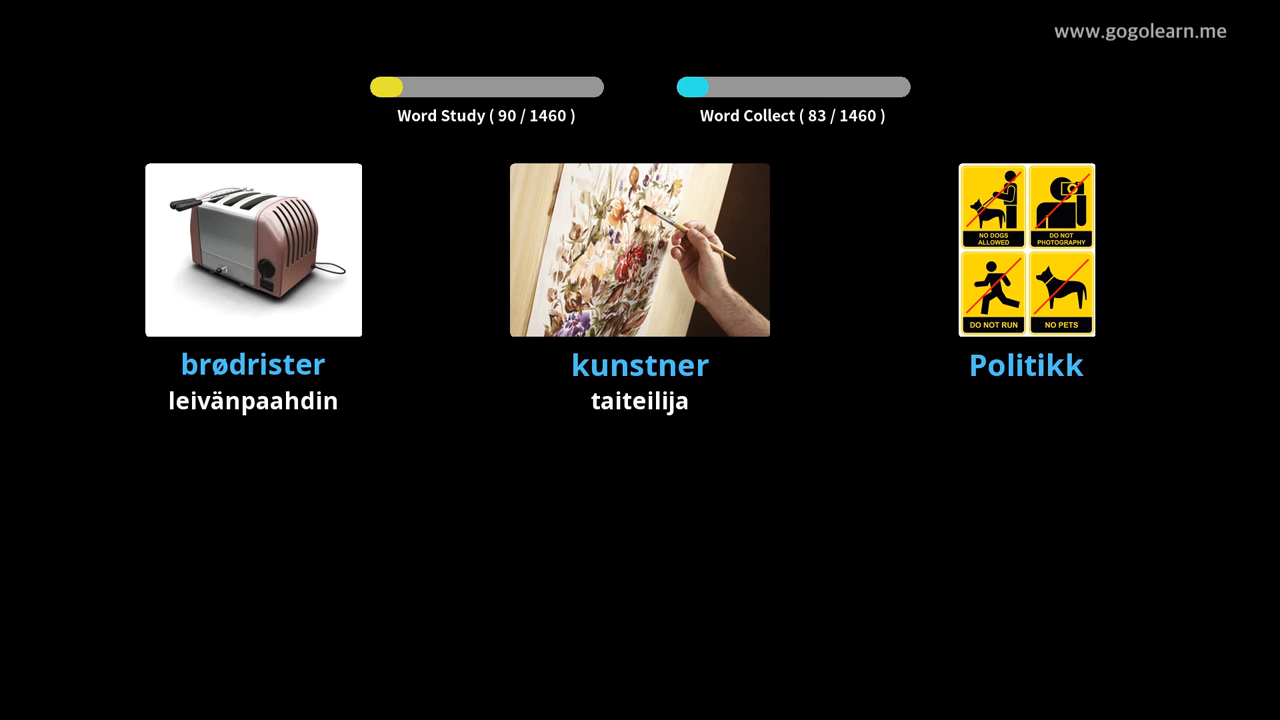 www.gogolearn.me
Word Study ( 90 / 1460 )
Word Collect ( 83 / 1460 )
NO DOGS
ALLOWED
DO NOT
PHOTOGRAPHY
DO NOT RUN
NO PETS
brødrister
kunstner
Politikk
leivänpaahdin
taiteilija